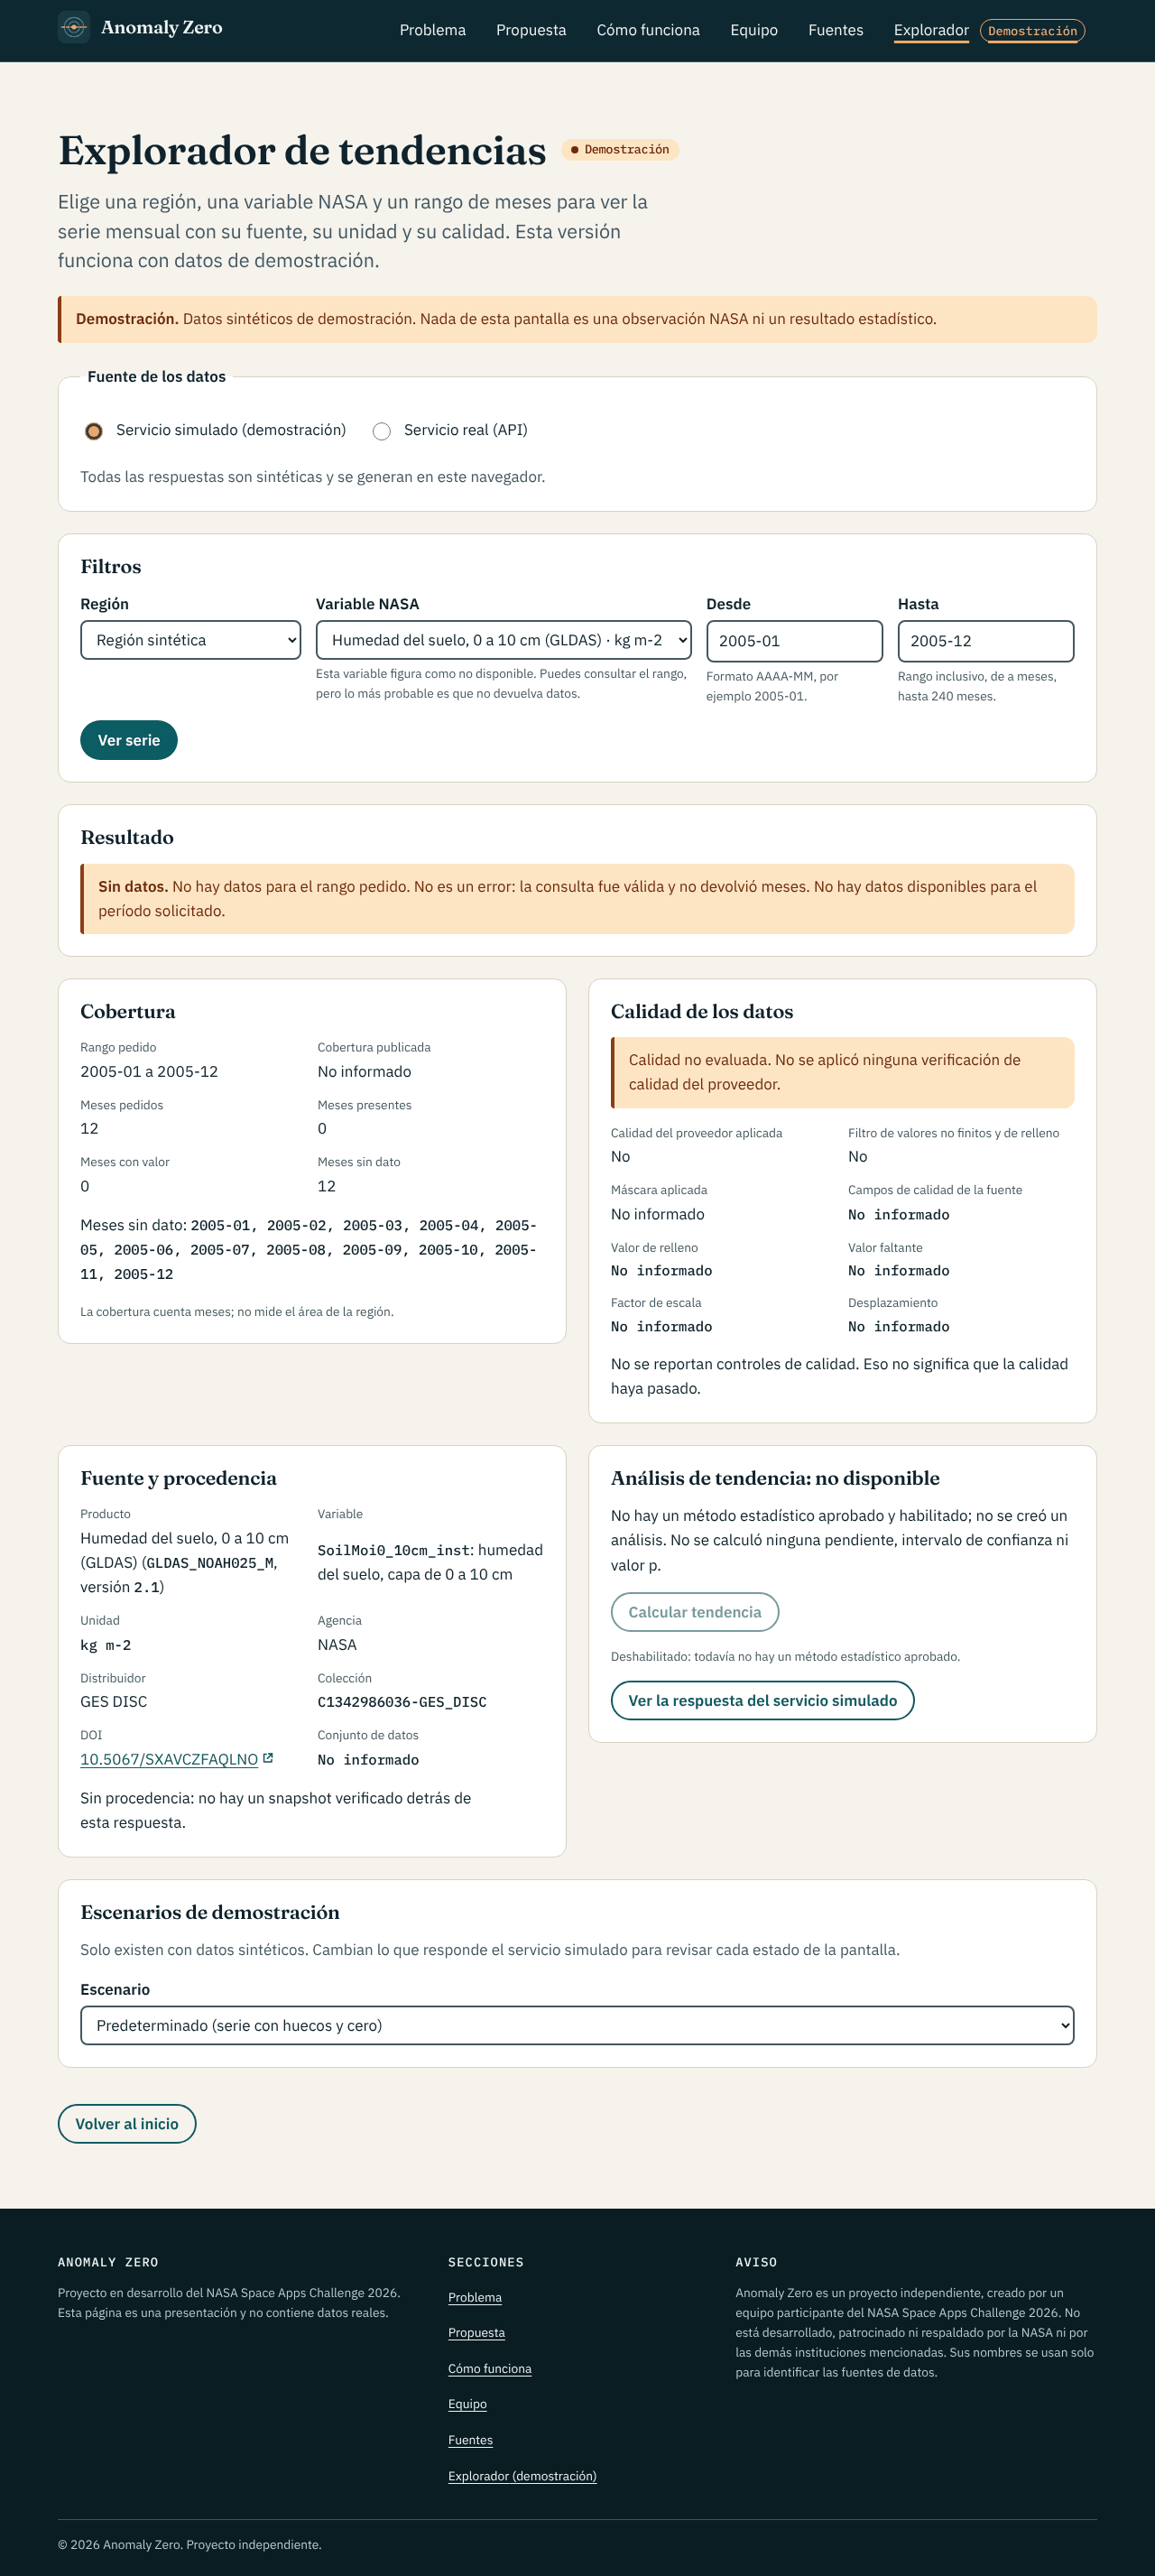 Anomaly Zero
Problema
Propuesta
Cómo funciona
Equipo
Fuentes
Explorador
Demostración
Explorador de tendencias
Demostración
Elige una región, una variable NASA y un rango de meses para ver la
serie mensual con su fuente, su unidad y su calidad. Esta versión
funciona con datos de demostración.
Demostración. Datos sintéticos de demostración. Nada de esta pantalla es una observación NASA ni un resultado estadístico.
Fuente de los datos
Servicio simulado (demostración)
Servicio real (API)
Todas las respuestas son sintéticas y se generan en este navegador.
Filtros
Región
Región sintética
Variable NASA
Humedad del suelo, 0 a 10 cm (GLDAS) · kg m-2
Esta variable figura como no disponible. Puedes consultar el rango,
pero lo más probable es que no devuelva datos.
Desde
2005-01
Formato AAAA-MM, por
ejemplo 2005-01.
Hasta
2005-12
Rango inclusivo, de a meses,
hasta 240 meses.
Ver serie
Resultado
Sin datos. No hay datos para el rango pedido. No es un error: la consulta fue válida y no devolvió meses. No hay datos disponibles para el
período solicitado.
Cobertura
Rango pedido
2005-01 a 2005-12
Cobertura publicada
No informado
Meses pedidos
12
Meses presentes
0
Meses con valor
0
Meses sin dato
12
Meses sin dato: 2005-01, 2005-02, 2005-03, 2005-04, 2005-
05, 2005-06, 2005-07, 2005-08, 2005-09, 2005-10, 2005-
11, 2005-12
La cobertura cuenta meses; no mide el área de la región.
Calidad de los datos
Calidad no evaluada. No se aplicó ninguna verificación de
calidad del proveedor.
Calidad del proveedor aplicada
No
Filtro de valores no finitos y de relleno
No
Máscara aplicada
No informado
Campos de calidad de la fuente
No informado
Valor de relleno
No informado
Valor faltante
No informado
Factor de escala
No informado
Desplazamiento
No informado
No se reportan controles de calidad. Eso no significa que la calidad
haya pasado.
Fuente y procedencia
Producto
Humedad del suelo, 0 a 10 cm
(GLDAS) (GLDAS_NOAH025_M,
versión 2.1)
Variable
SoilMoi0_10cm_inst: humedad
del suelo, capa de 0 a 10 cm
Unidad
kg m-2
Agencia
NASA
Distribuidor
GES DISC
Colección
C1342986036-GES_DISC
DOI
10.5067/SXAVCZFAQLNO
Conjunto de datos
No informado
Sin procedencia: no hay un snapshot verificado detrás de
esta respuesta.
Análisis de tendencia: no disponible
No hay un método estadístico aprobado y habilitado; no se creó un
análisis. No se calculó ninguna pendiente, intervalo de confianza ni
valor p.
Calcular tendencia
Deshabilitado: todavía no hay un método estadístico aprobado.
Ver la respuesta del servicio simulado
Escenarios de demostración
Solo existen con datos sintéticos. Cambian lo que responde el servicio simulado para revisar cada estado de la pantalla.
Escenario
Predeterminado (serie con huecos y cero)
Volver al inicio
ANOMALY ZERO
Proyecto en desarrollo del NASA Space Apps Challenge 2026.
Esta página es una presentación y no contiene datos reales.
SECCIONES
Problema
Propuesta
Cómo funciona
Equipo
Fuentes
Explorador (demostración)
AVISO
Anomaly Zero es un proyecto independiente, creado por un
equipo participante del NASA Space Apps Challenge 2026. No
está desarrollado, patrocinado ni respaldado por la NASA ni por
las demás instituciones mencionadas. Sus nombres se usan solo
para identificar las fuentes de datos.
© 2026 Anomaly Zero. Proyecto independiente.